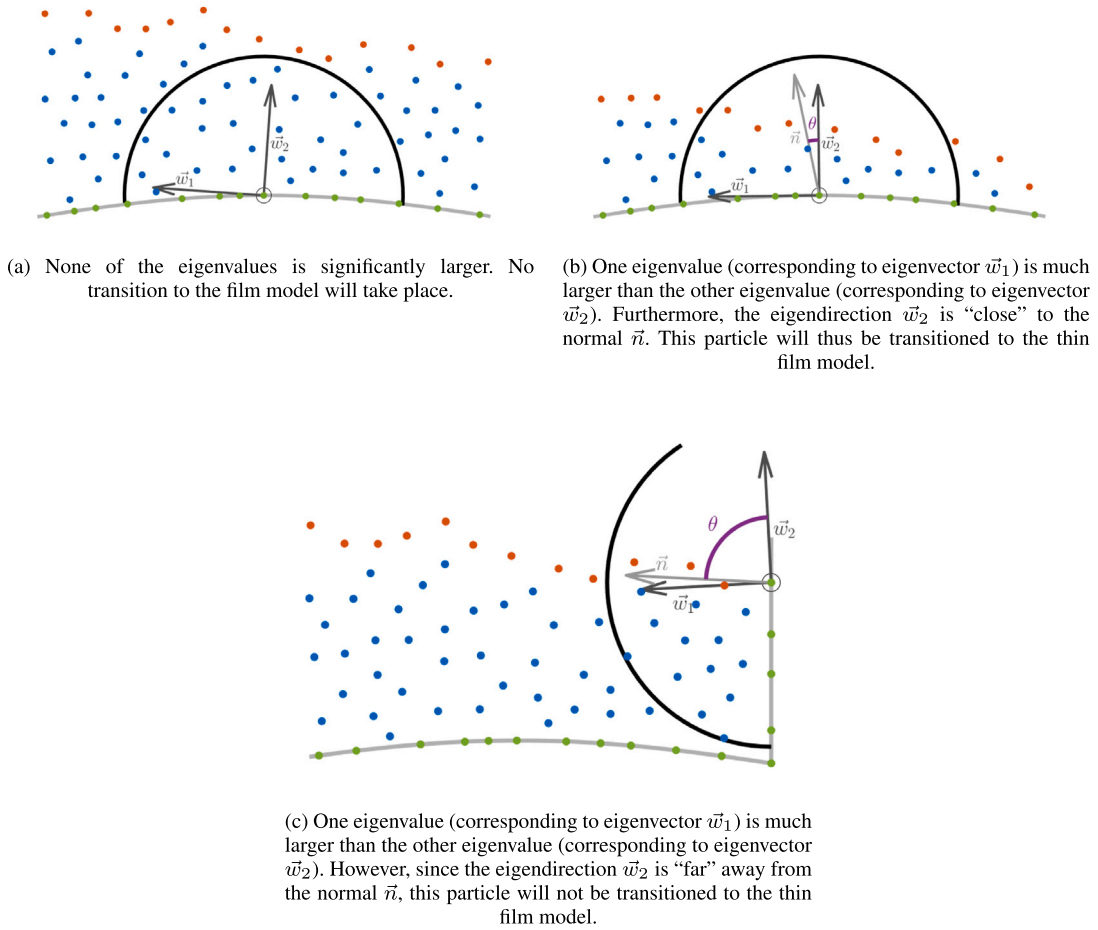 w⃗₂
w⃗₁
θ
n⃗
w⃗₂
w⃗₁
(a) None of the eigenvalues is significantly larger. No
transition to the film model will take place.
(b) One eigenvalue (corresponding to eigenvector w⃗₁) is much
larger than the other eigenvalue (corresponding to eigenvector
w⃗₂). Furthermore, the eigendirection w⃗₂ is “close” to the
normal n⃗. This particle will thus be transitioned to the thin
film model.
θ
w⃗₂
n⃗
w⃗₁
(c) One eigenvalue (corresponding to eigenvector w⃗₁) is much
larger than the other eigenvalue (corresponding to eigenvector
w⃗₂). However, since the eigendirection w⃗₂ is “far” away from
the normal n⃗, this particle will not be transitioned to the thin
film model.